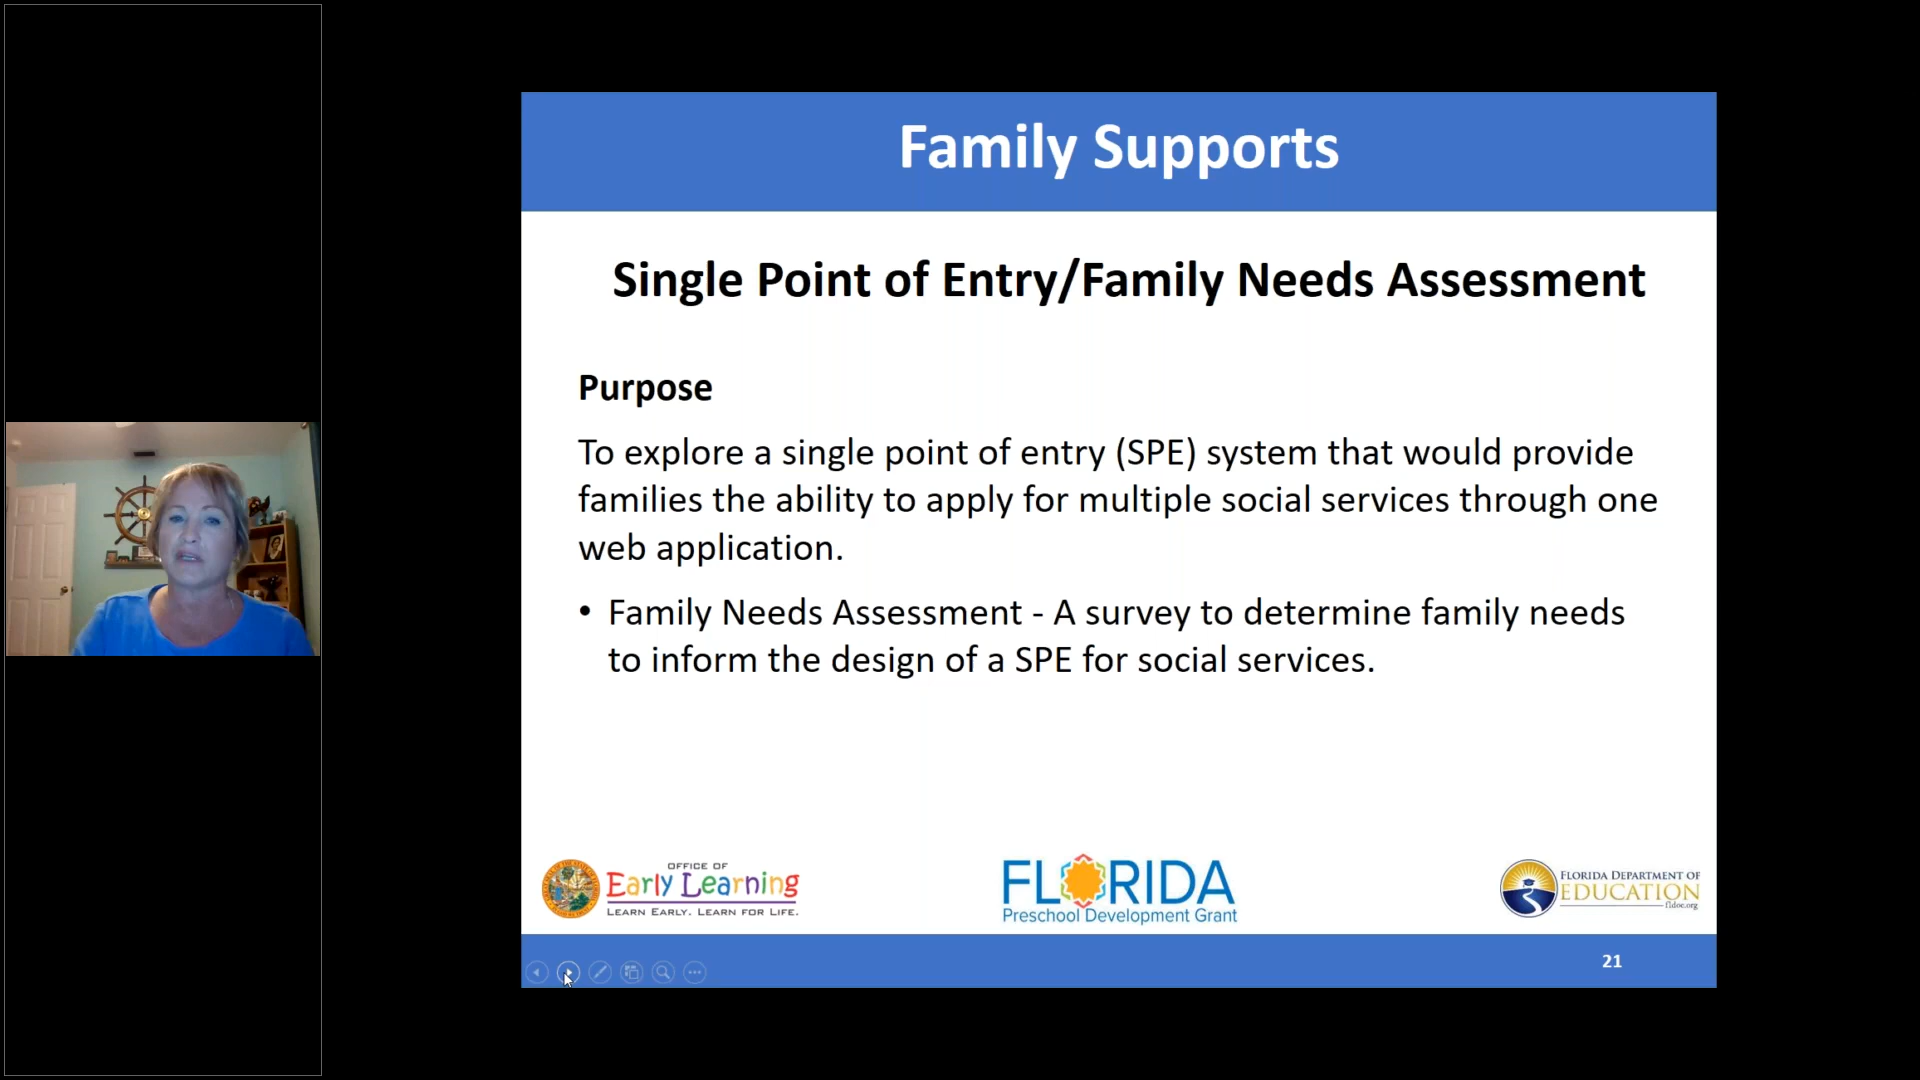 Family Supports
Single Point of Entry/Family Needs Assessment
Purpose
To explore a single point of entry (SPE) system that would provide
families the ability to apply for multiple social services through one
web application.
• Family Needs Assessment - A survey to determine family needs
to inform the design of a SPE for social services.
OFFICE OF
Early Learning
LEARN EARLY. LEARN FOR LIFE.
FLORIDA
Preschool Development Grant
FLORIDA DEPARTMENT OF
EDUCATION
fldoe.org
21